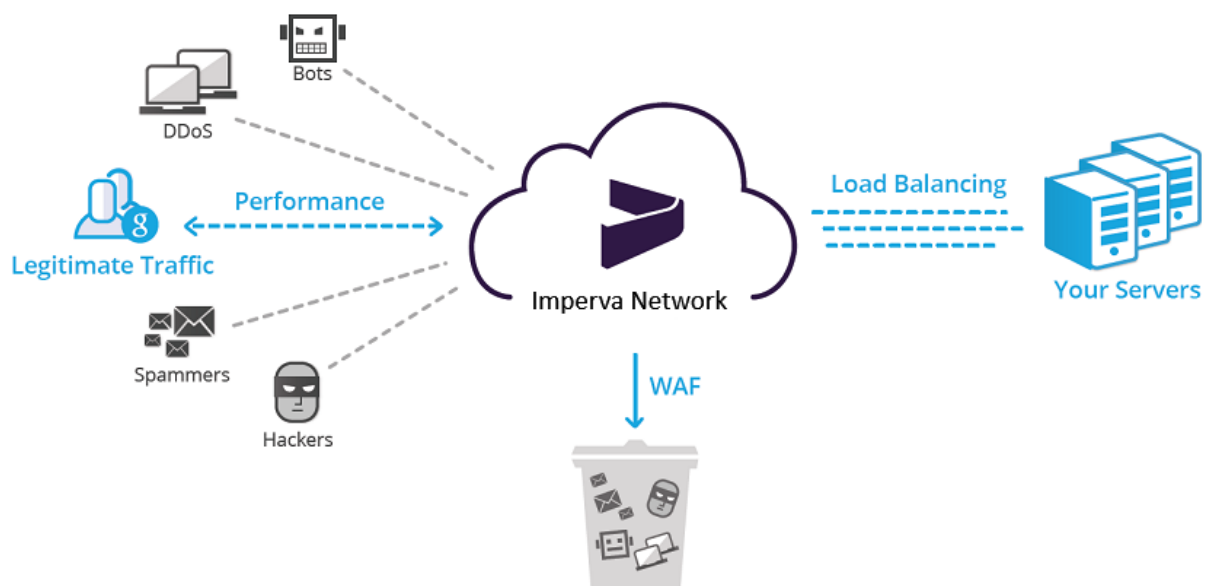 Bots
DDoS
Performance
Legitimate Traffic
g
Spammers
Hackers
Imperva Network
Load Balancing
Your Servers
WAF